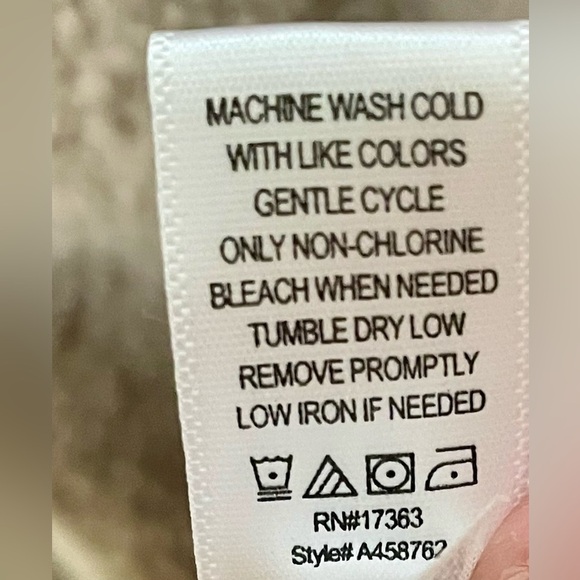 MACHINE WASH COLD
WITH LIKE COLORS
GENTLE CYCLE
ONLY NON-CHLORINE
BLEACH WHEN NEEDED
TUMBLE DRY LOW
REMOVE PROMPTLY
LOW IRON IF NEEDED
RN#17363
Style# A458762